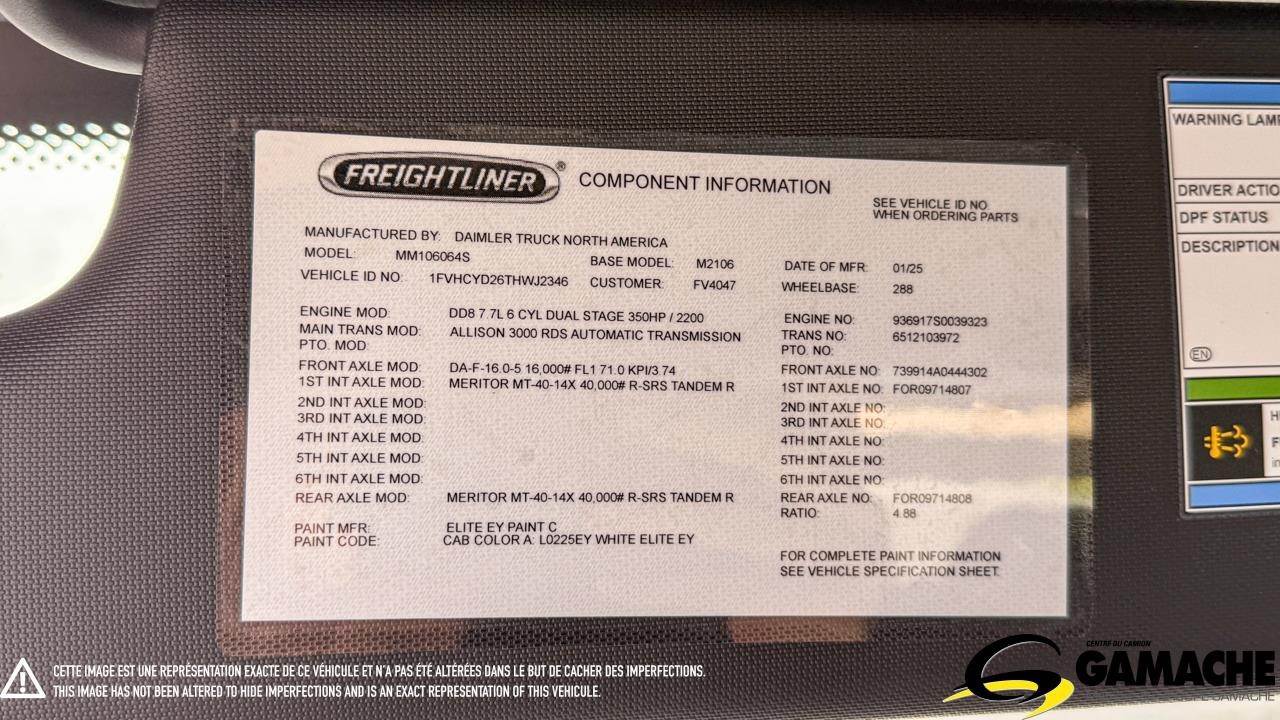 FREIGHTLINER® COMPONENT INFORMATION
SEE VEHICLE ID NO.
WHEN ORDERING PARTS
MANUFACTURED BY: DAIMLER TRUCK NORTH AMERICA
MODEL: MM106064S BASE MODEL: M2106 DATE OF MFR: 01/25
VEHICLE ID NO: 1FVHCYD26THWJ2346 CUSTOMER: FV4047 WHEELBASE: 288
ENGINE MOD: DD8 7.7L 6 CYL DUAL STAGE 350HP / 2200 ENGINE NO: 936917S0039323
MAIN TRANS MOD: ALLISON 3000 RDS AUTOMATIC TRANSMISSION TRANS NO: 6512103972
PTO. MOD: PTO. NO:
FRONT AXLE MOD: DA-F-16.0-5 16,000# FL1 71.0 KPI/3.74 FRONT AXLE NO: 739914A0444302
1ST INT AXLE MOD: MERITOR MT-40-14X 40,000# R-SRS TANDEM R 1ST INT AXLE NO: FOR09714807
2ND INT AXLE MOD: 2ND INT AXLE NO:
3RD INT AXLE MOD: 3RD INT AXLE NO:
4TH INT AXLE MOD: 4TH INT AXLE NO:
5TH INT AXLE MOD: 5TH INT AXLE NO:
6TH INT AXLE MOD: 6TH INT AXLE NO:
REAR AXLE MOD: MERITOR MT-40-14X 40,000# R-SRS TANDEM R REAR AXLE NO: FOR09714808
RATIO: 4.88
PAINT MFR: ELITE EY PAINT C
PAINT CODE: CAB COLOR A: L0225EY WHITE ELITE EY
FOR COMPLETE PAINT INFORMATION
SEE VEHICLE SPECIFICATION SHEET.
WARNING LAM
DRIVER ACTIO
DPF STATUS
DESCRIPTION
EN
CETTE IMAGE EST UNE REPRÉSENTATION EXACTE DE CE VÉHICULE ET N'A PAS ÉTÉ ALTÉRÉES DANS LE BUT DE CACHER DES IMPERFECTIONS.
THIS IMAGE HAS NOT BEEN ALTERED TO HIDE IMPERFECTIONS AND IS AN EXACT REPRESENTATION OF THIS VEHICLE.
CENTRE DU CAMION
GAMACHE